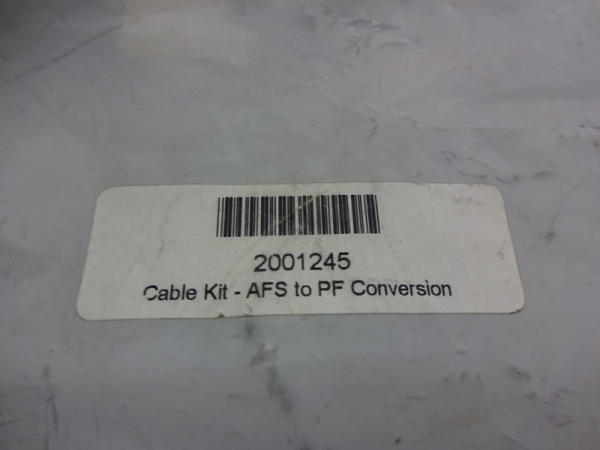 2001245
Cable Kit - AFS to PF Conversion